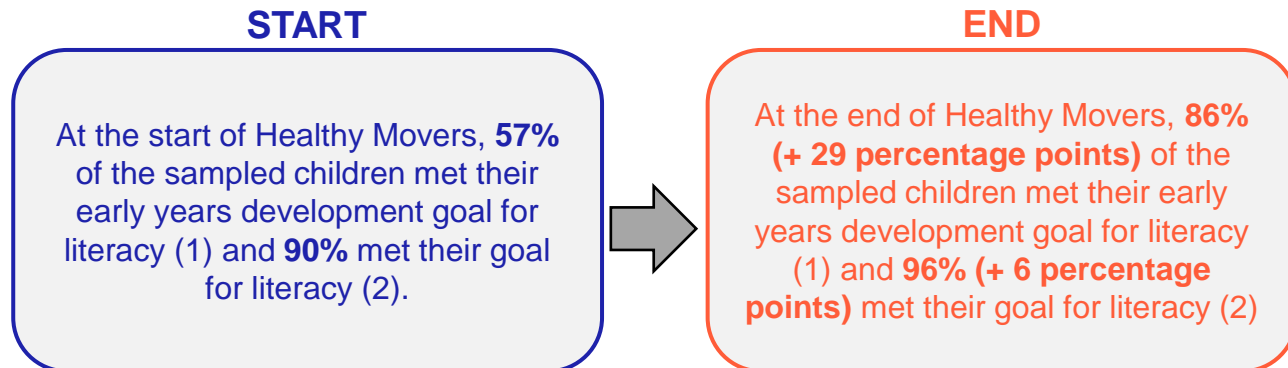 START
At the start of Healthy Movers, 57%
of the sampled children met their
early years development goal for
literacy (1) and 90% met their goal
for literacy (2).
END
At the end of Healthy Movers, 86%
(+ 29 percentage points) of the
sampled children met their early
years development goal for literacy
(1) and 96% (+ 6 percentage
points) met their goal for literacy (2)